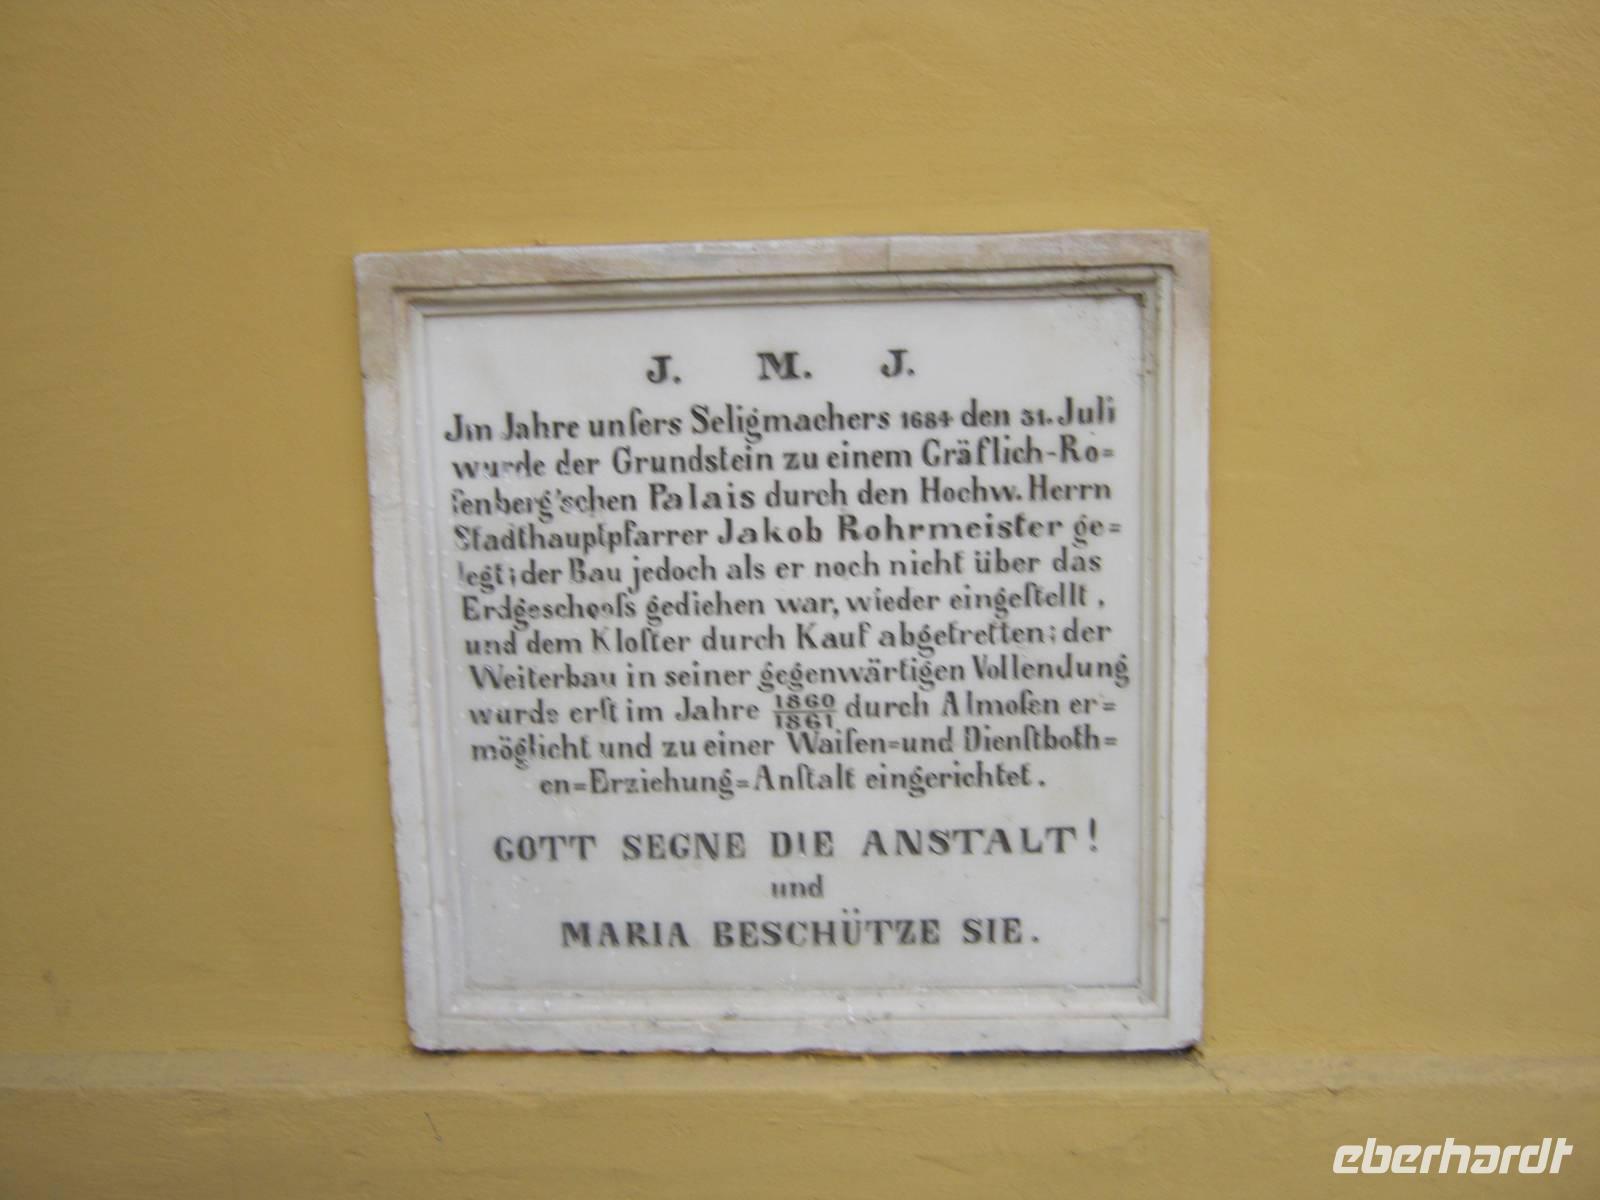 J. M. J.
Jm Jahre unſers Seligmachers 1684 den 31. Juli
wurde der Grundstein zu einem Gräflich-Ro=
ſenberg'schen Palais durch den Hochw. Herrn
Stadthauptpfarrer Jakob Rohrmeister ge=
legt; der Bau jedoch als er noch nicht über das
Erdgeschooſs gediehen war, wieder eingeſtellt,
und dem Kloſter durch Kauf abgetretten; der
Weiterbau in seiner gegenwärtigen Vollendung
wurde erſt im Jahre 1860/1861 durch Almoſen er=
möglicht und zu einer Waiſen=und Dienſtboth=
en=Erziehung=Anſtalt eingerichtet.
GOTT SEGNE DIE ANSTALT!
und
MARIA BESCHÜTZE SIE.
eberhardt